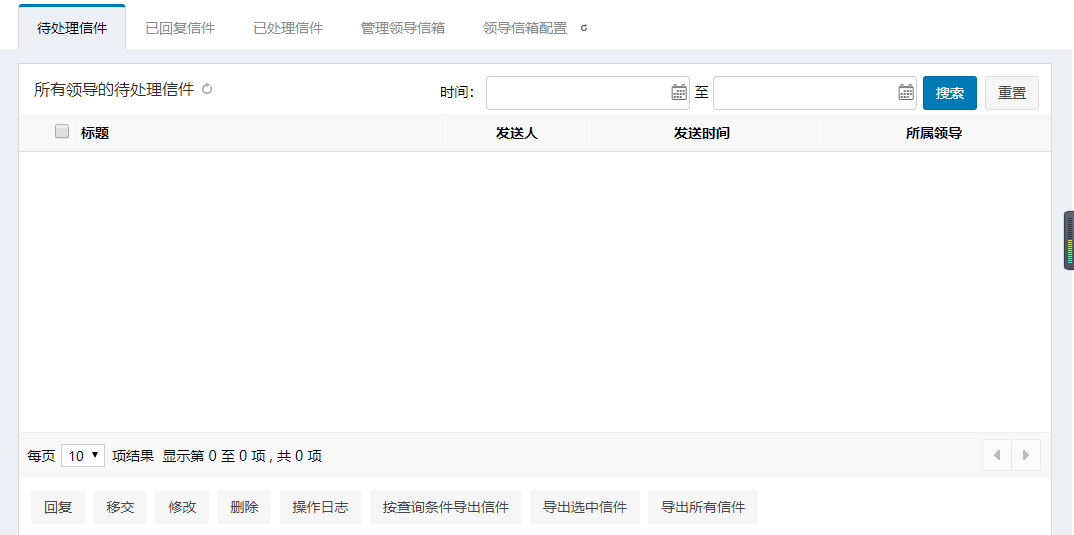 待处理信件 已回复信件 已处理信件 管理领导信箱 领导信箱配置
所有领导的待处理信件 时间： 至 搜索 重置
标题 发送人 发送时间 所属领导
每页 10 项结果 显示第 0 至 0 项 , 共 0 项
回复 移交 修改 删除 操作日志 按查询条件导出信件 导出选中信件 导出所有信件